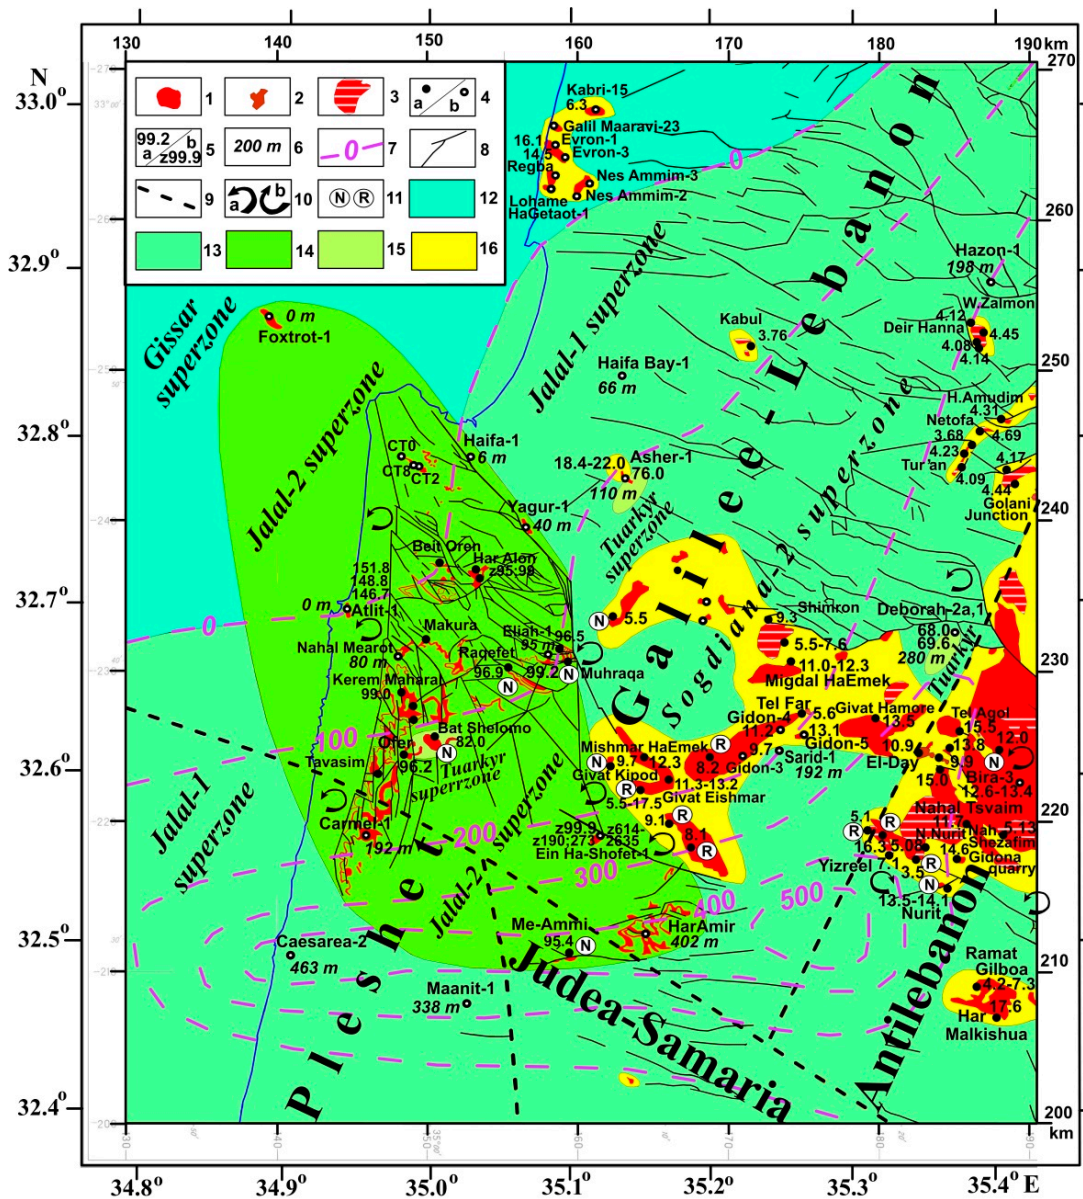 130 140 150 160 170 180 190 km
N
33.0°
32.9°
32.8°
32.7°
32.6°
32.5°
32.4°
270
260
250
240
230
220
210
200
km
34.8° 34.9° 35.0° 35.1° 35.2° 35.3° 35.4° E
1
2
3
a b 4
99.2 a b z99.9 5
200 m 6
0 7
8
9
a b 10
N R 11
12
13
14
15
16
Kabri-15
6.3
Galil Maaravi-23
16.1 Evron-1
14.5 Evron-3
Regba
Nes Ammim-3
Nes Ammim-2
Lohame
HaGetaot-1
0
Gissar
superzone
0 m
Foxtrot-1
Jalal-1 superzone
Galilee-Lebanon
Hazon-1
198 m
W.Zalmon
4.12
Deir Hanna 4.45
4.08
4.14
Kabul
3.76
Haifa Bay-1
66 m
Jalal-2 superzone
H.Amudim
4.31
Netofa
3.68 4.69
4.23
Tur'an 4.17
4.09
4.44
Golani
Junction
CT0
CT8
CT2
Haifa-1
6 m
18.4-22.0 Asher-1
76.0
110 m
Tuarkyr
superzone
Sogdiana-2 superzone
Yagur-1
40 m
Beit Oren
Har Alon
z95:98
151.8
148.8
146.7
0 m
Atlit-1
0
Makura
Nahal Mearot
80 m
Eliah-1
95 m
96.5
Raqefet
96.9
99.2 Muhraqa
N
N
Kerem Maharal
99.0
N 5.5
Shimron
9.3
5.5-7.6
11.0-12.3
Migdal HaEmek
Deborah-2a,1
68.0
69.6
280 m
Tuarkyr
Bat Shelomo
82.0
N
Ofer
96.2
Tavasim
Tuarkyr
superrzone
100
Tel Far
Gidon-4 5.6
11.2 13.1
Gidon-5
Givat Hamore
13.5
Tel Agol
15.5
12.0
Mishmar HaEmek R
N 9.7 12.3
Givat Kipod
8.2
9.7
Gidon-3
Sarid-1
192 m
10.9
13.8
El-Day
9.9
N
15.0
Bira-3
12.6-13.4
R 11.3-13.2
5.5-17.5 Givat Eishmar
Jalal-1
superzone
Carmel-1
192 m
200
Jalal-2 superzone
300
z99.9 z614-
z190;273 2635
Ein Ha-Shofet-1
9.1 R
8.1
R
Nahal Tsvaim
5.1 R 11.7 5.13
R N.Nurit Nah.
16.3 5.08 14.6 Shezafim
Yizreel 7.1 R Gidona
3.5 quarry
N
13.5-14.1
Nurit
500
400
HarAmir
402 m
Me-Ammi
95.4 N
Caesarea-2
463 m
Maanit-1
338 m
Pleshet
Judea-Samaria
Antilebanon
Ramat
Gilboa
4.2-7.3
17.6
Har
Malkishua